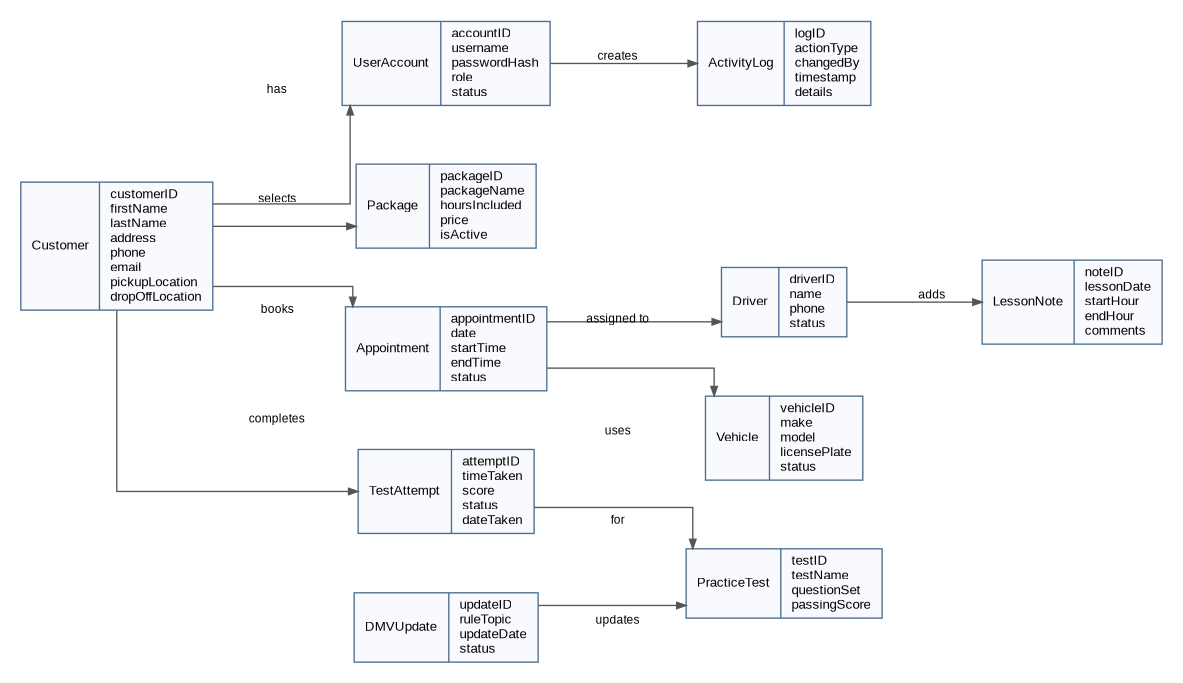 UserAccount
accountID
username
passwordHash
role
status
creates
ActivityLog
logID
actionType
changedBy
timestamp
details
has
Customer
customerID
firstName
lastName
address
phone
email
pickupLocation
dropOffLocation
selects
Package
packageID
packageName
hoursIncluded
price
isActive
books
Appointment
appointmentID
date
startTime
endTime
status
assigned to
Driver
driverID
name
phone
status
adds
LessonNote
noteID
lessonDate
startHour
endHour
comments
uses
Vehicle
vehicleID
make
model
licensePlate
status
completes
TestAttempt
attemptID
timeTaken
score
status
dateTaken
for
PracticeTest
testID
testName
questionSet
passingScore
DMVUpdate
updateID
ruleTopic
updateDate
status
updates